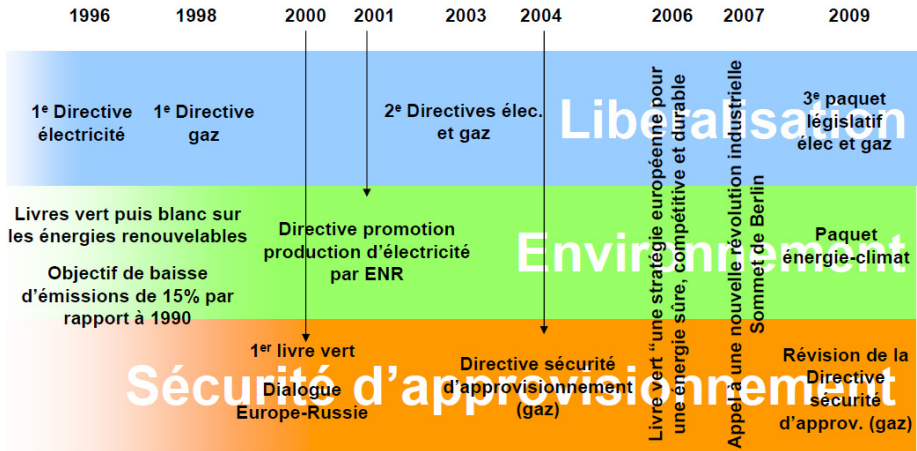 1996 1998 2000 2001 2003 2004 2006 2007 2009
Libéralisation
1e Directive
électricité
1e Directive
gaz
2e Directives élec.
et gaz
3e paquet
législatif
élec et gaz
Environnement
Livres vert puis blanc sur
les énergies renouvelables
Objectif de baisse
d'émissions de 15% par
rapport à 1990
Directive promotion
production d'électricité
par ENR
Paquet
énergie-climat
Sécurité d'approvisionnement
1er livre vert
Dialogue
Europe-Russie
Directive sécurité
d'approvisionnement
(gaz)
Livre vert "une stratégie européenne pour
une énergie sûre, compétitive et durable
Appel à une nouvelle révolution industrielle
Sommet de Berlin
Révision de la
Directive
sécurité
d'approv. (gaz)